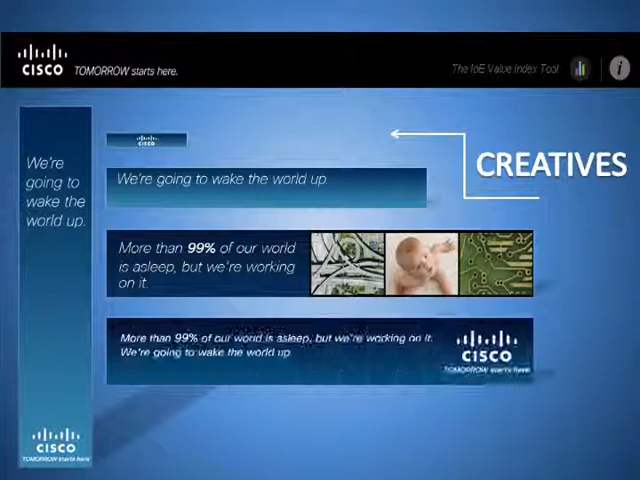 CISCO TOMORROW starts here.
The IoE Value Index Tool
i
We're
going to
wake the
world up.
CISCO
TOMORROW starts here.
CISCO
We're going to wake the world up
CREATIVES
More than 99% of our world
is asleep, but we're working
on it.
More than 99% of our world is asleep, but we're working on it.
We're going to wake the world up
CISCO
TOMORROW starts here.